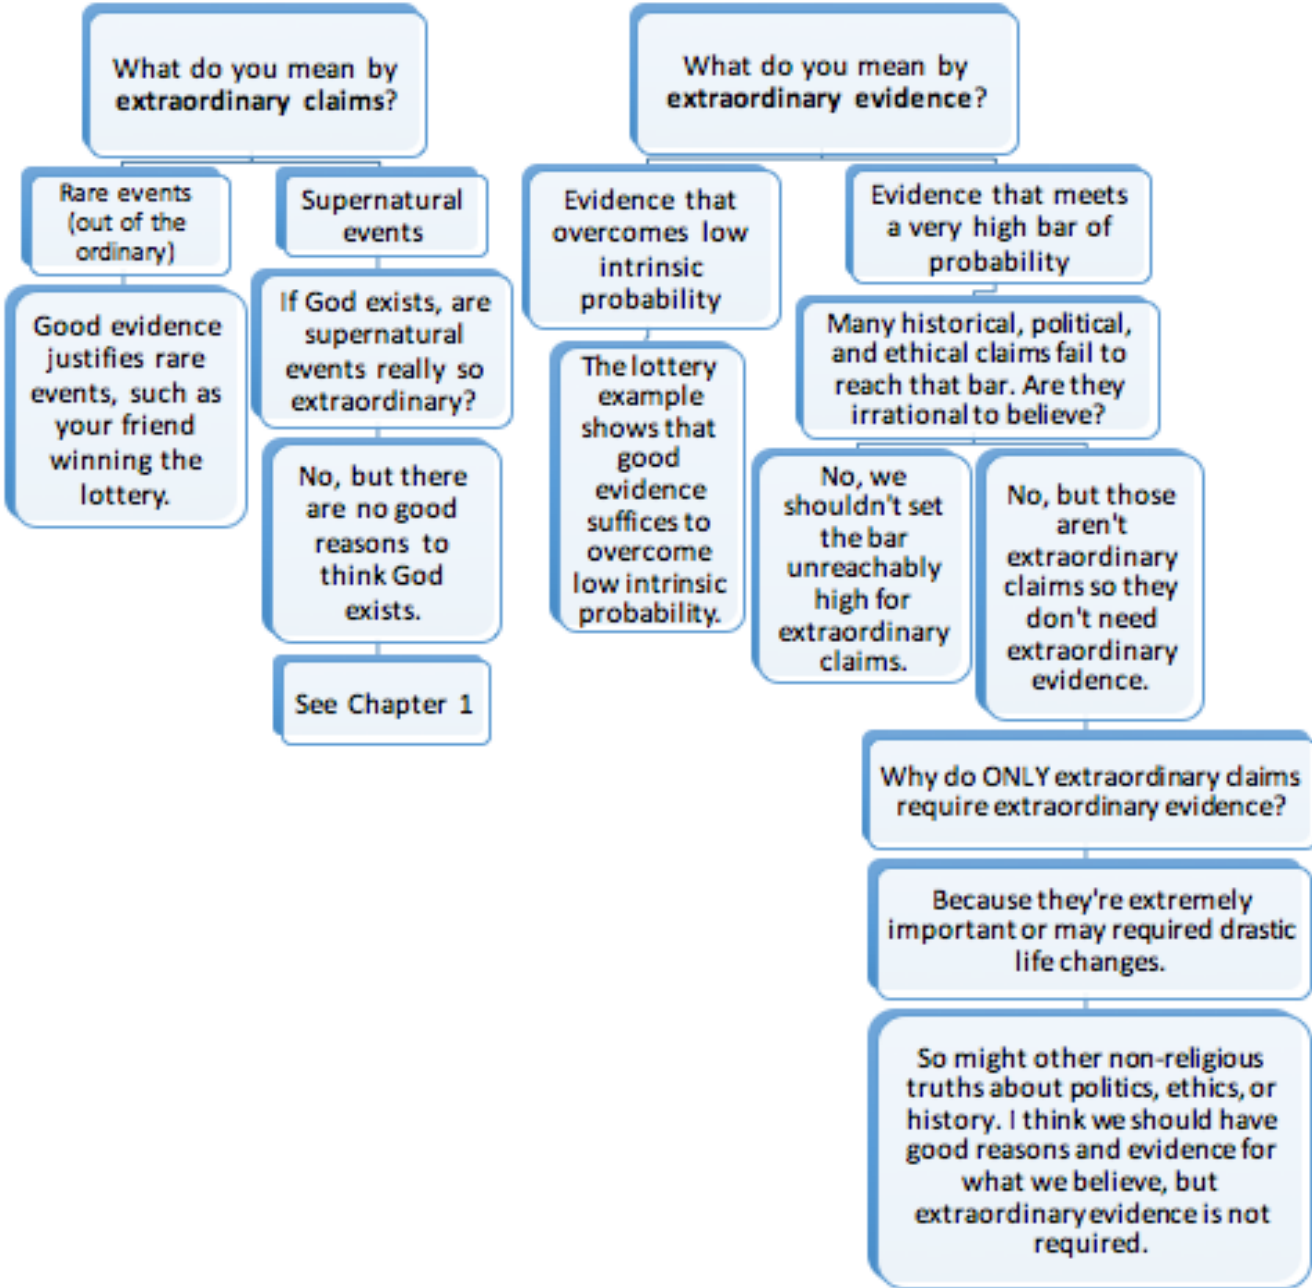 What do you mean by
extraordinary claims?
Rare events
(out of the
ordinary)
Good evidence
justifies rare
events, such as
your friend
winning the
lottery.
Supernatural
events
If God exists, are
supernatural
events really so
extraordinary?
No, but there
are no good
reasons to
think God
exists.
See Chapter 1
What do you mean by
extraordinary evidence?
Evidence that
overcomes low
intrinsic
probability
The lottery
example
shows that
good
evidence
suffices to
overcome
low intrinsic
probability.
Evidence that meets
a very high bar of
probability
Many historical, political,
and ethical claims fail to
reach that bar. Are they
irrational to believe?
No, we
shouldn't set
the bar
unreachably
high for
extraordinary
claims.
No, but those
aren't
extraordinary
claims so they
don't need
extraordinary
evidence.
Why do ONLY extraordinary claims
require extraordinary evidence?
Because they're extremely
important or may required drastic
life changes.
So might other non-religious
truths about politics, ethics, or
history. I think we should have
good reasons and evidence for
what we believe, but
extraordinary evidence is not
required.